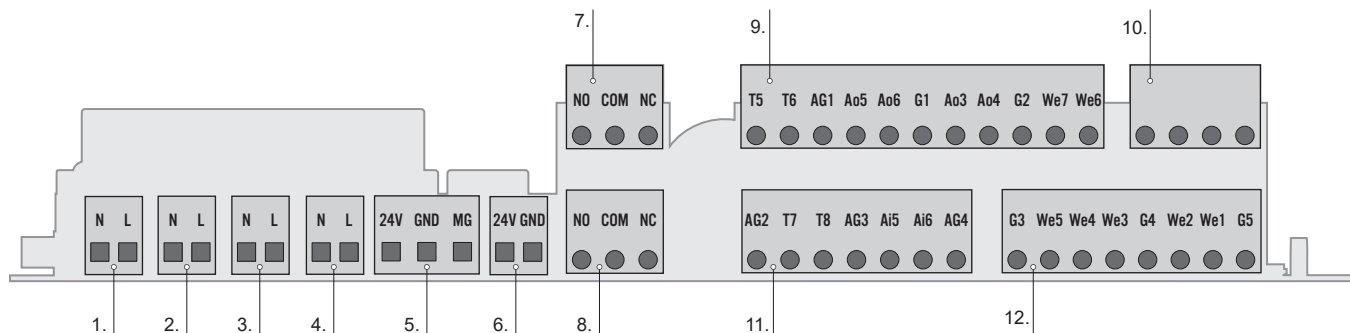 7. 9. 10.
NO COM NC
T5 T6 AG1 Ao5 Ao6 G1 Ao3 Ao4 G2 We7 We6
N L
N L
N L
N L
24V GND MG
24V GND
NO COM NC
AG2 T7 T8 AG3 Ai5 Ai6 AG4
G3 We5 We4 We3 G4 We2 We1 G5
1. 2. 3. 4. 5. 6. 8. 11. 12.